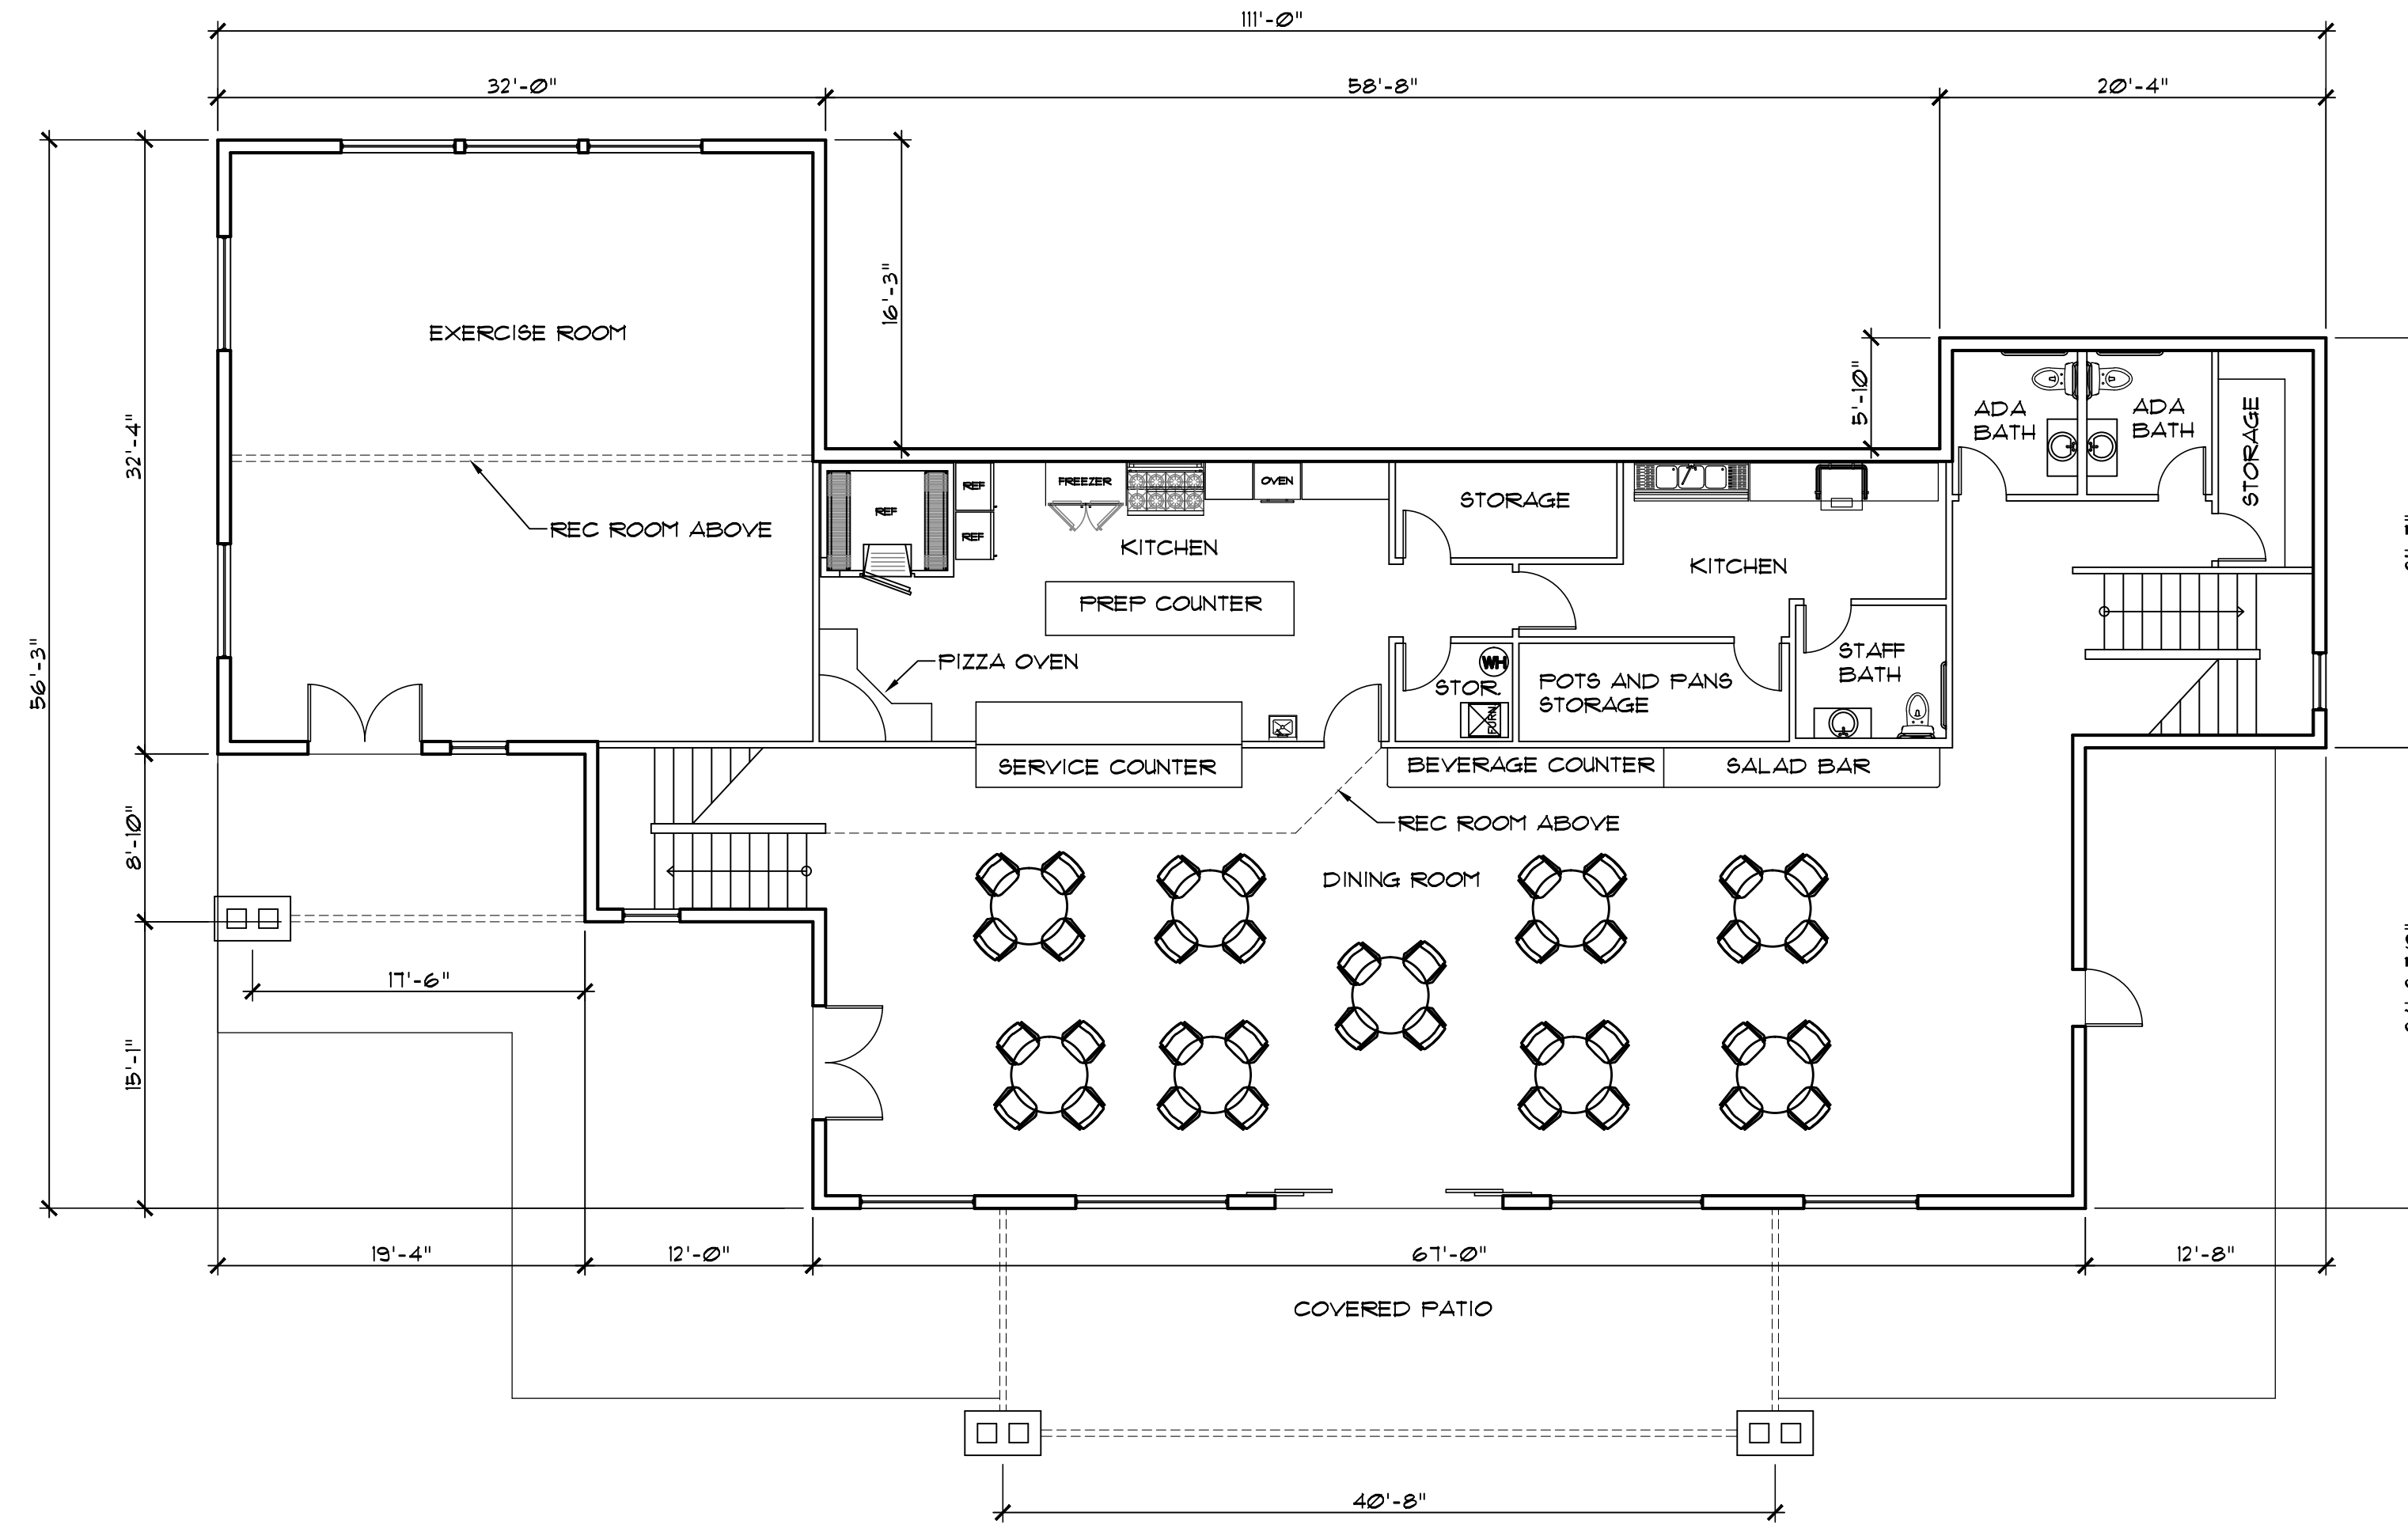 111'-0"
32'-0"
58'-8"
20'-4"
16'-3"
5'-10"
32'-4"
56'-3"
8'-10"
15'-1"
EXERCISE ROOM
REC ROOM ABOVE
REF
REF
REF
FREEZER
OVEN
KITCHEN
PREP COUNTER
PIZZA OVEN
STORAGE
KITCHEN
ADA
BATH
ADA
BATH
STORAGE
WH
STOR.
FURN
POTS AND PANS
STORAGE
STAFF
BATH
SERVICE COUNTER
BEVERAGE COUNTER
SALAD BAR
REC ROOM ABOVE
DINING ROOM
17'-6"
19'-4"
12'-0"
67'-0"
12'-8"
COVERED PATIO
40'-8"